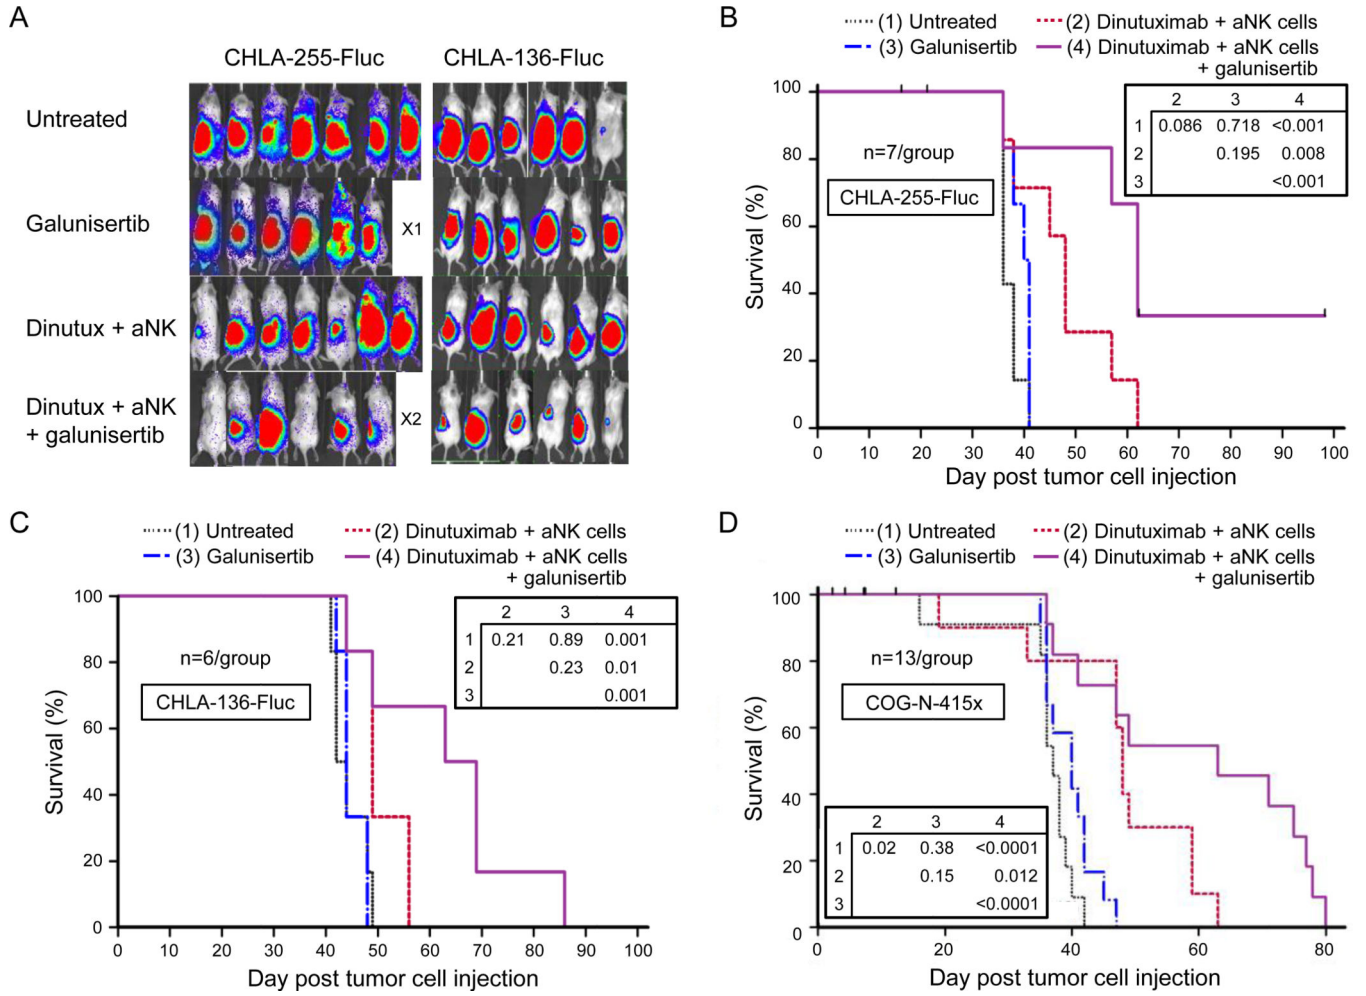 A
CHLA-255-Fluc
CHLA-136-Fluc
Untreated
Galunisertib
X1
Dinutux + aNK
Dinutux + aNK
+ galunisertib
X2
B
(1) Untreated
(2) Dinutuximab + aNK cells
(3) Galunisertib
(4) Dinutuximab + aNK cells
+ galunisertib
2 3 4
1 0.086 0.718 <0.001
2 0.195 0.008
3 <0.001
n=7/group
CHLA-255-Fluc
Survival (%)
100
80
60
40
20
0
0 10 20 30 40 50 60 70 80 90 100
Day post tumor cell injection
C
(1) Untreated
(2) Dinutuximab + aNK cells
(3) Galunisertib
(4) Dinutuximab + aNK cells
+ galunisertib
2 3 4
1 0.21 0.89 0.001
2 0.23 0.01
3 0.001
n=6/group
CHLA-136-Fluc
Survival (%)
100
80
60
40
20
0
0 10 20 30 40 50 60 70 80 90 100
Day post tumor cell injection
D
(1) Untreated
(2) Dinutuximab + aNK cells
(3) Galunisertib
(4) Dinutuximab + aNK cells
+ galunisertib
n=13/group
COG-N-415x
2 3 4
1 0.02 0.38 <0.0001
2 0.15 0.012
3 <0.0001
Survival (%)
100
80
60
40
20
0
0 20 40 60 80
Day post tumor cell injection